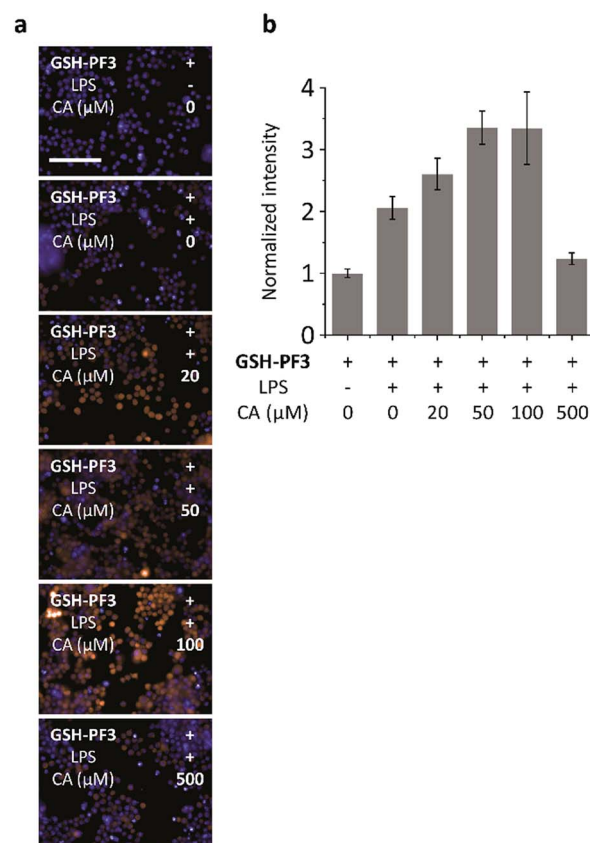 a
GSH-PF3 +
LPS -
CA (μM) 0
GSH-PF3 +
LPS +
CA (μM) 0
GSH-PF3 +
LPS +
CA (μM) 20
GSH-PF3 +
LPS +
CA (μM) 50
GSH-PF3 +
LPS +
CA (μM) 100
GSH-PF3 +
LPS +
CA (μM) 500
b
Normalized intensity
4
3
2
1
0
GSH-PF3 + + + + + +
LPS - + + + + +
CA (μM) 0 0 20 50 100 500